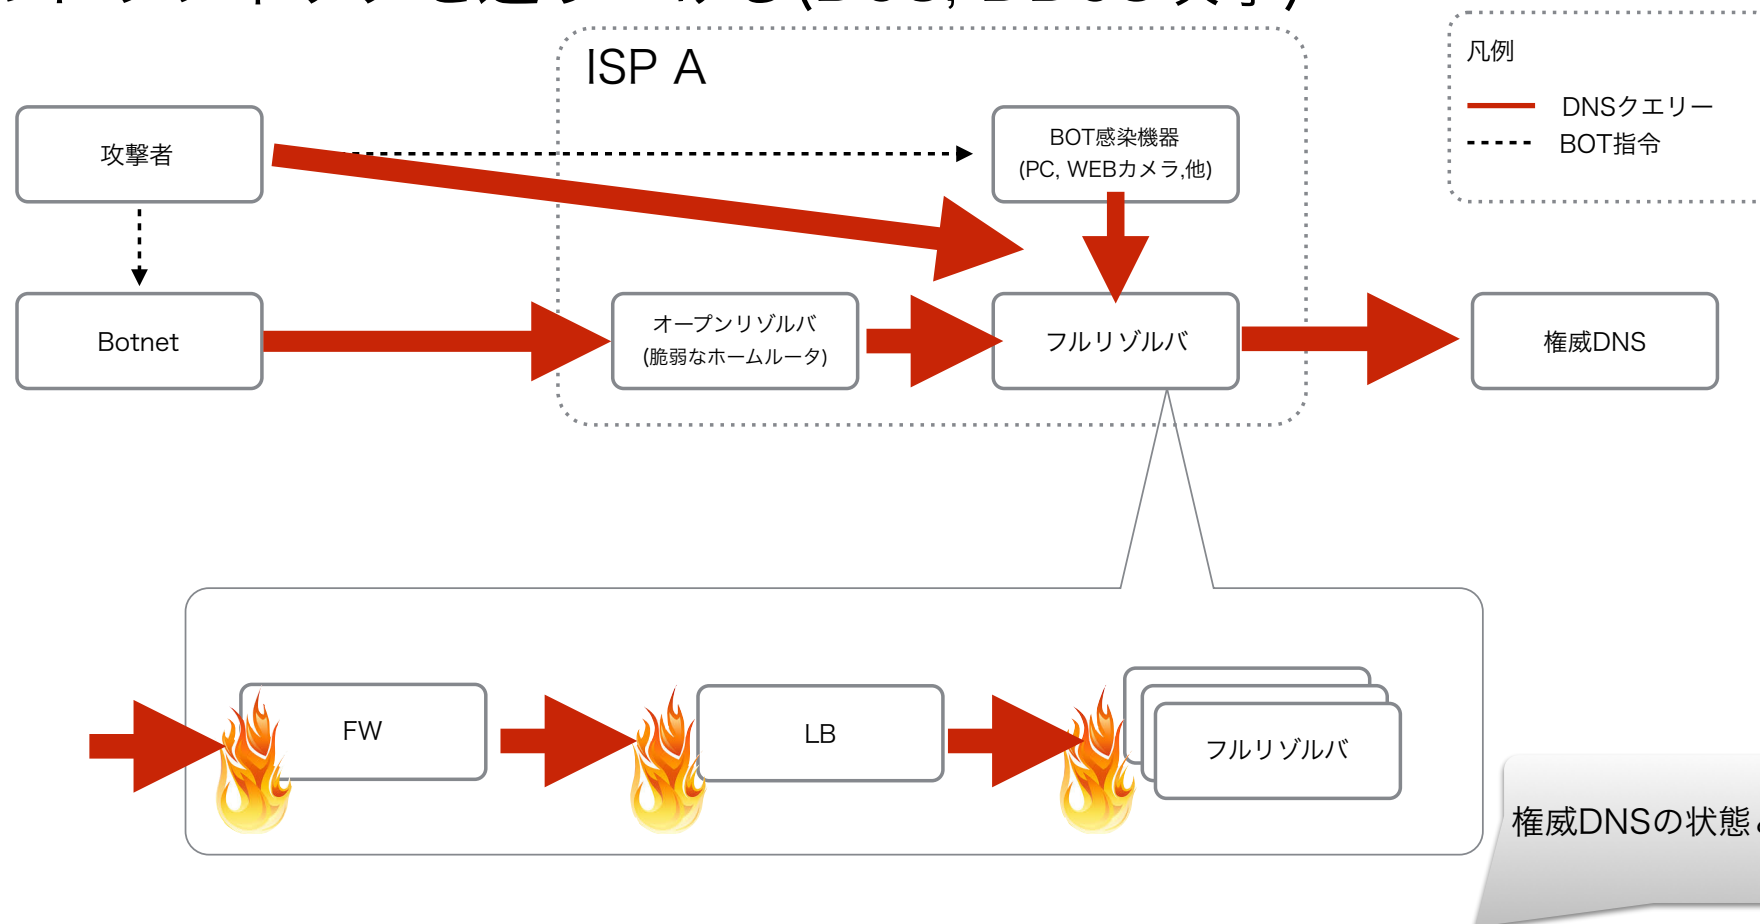 (DoS, DDoS
ISP A
凡例
DNSクエリー
BOT指令
攻撃者
BOT感染機器
(PC, WEBカメラ,他)
Botnet
オープンリゾルバ
(脆弱なホームルータ)
フルリゾルバ
権威DNS
FW
LB
フルリゾルバ
権威DNSの状態